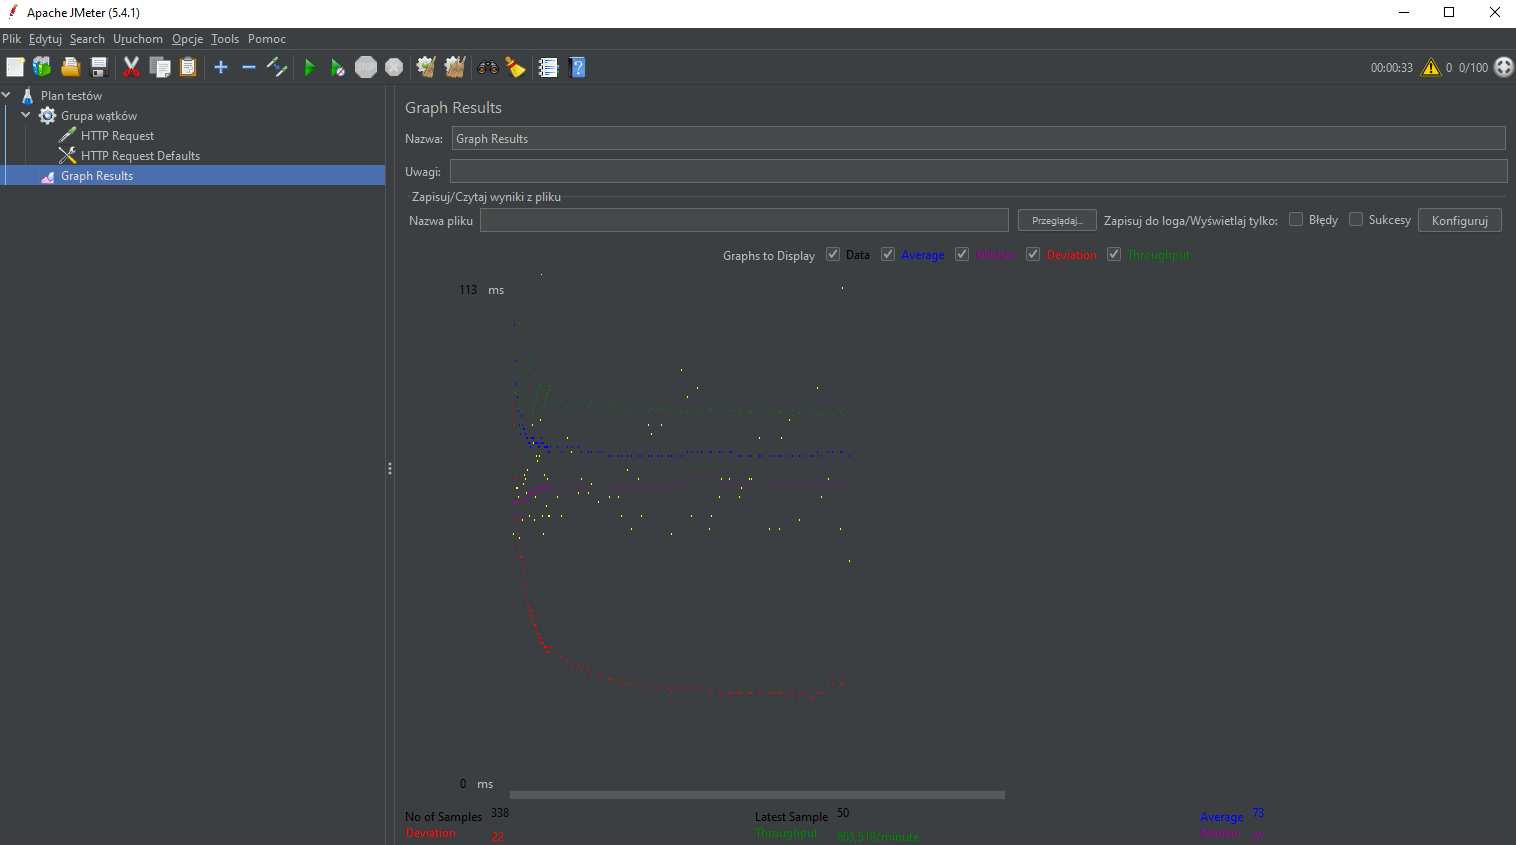 Apache JMeter (5.4.1)
Plik Edytuj Search Uruchom Opcje Tools Pomoc
STOP
00:00:33 0 0/100
Plan testów
Grupa wątków
HTTP Request
HTTP Request Defaults
Graph Results
Graph Results
Nazwa: Graph Results
Uwagi:
Zapisuj/Czytaj wyniki z pliku
Nazwa pliku Przeglądaj... Zapisuj do loga/Wyświetlaj tylko: Błędy Sukcesy Konfiguruj
Graphs to Display Data Average Median Deviation Throughput
113 ms
0 ms
No of Samples 338 Latest Sample 50 Average 73
Deviation 22 Throughput 603,518/minute Median